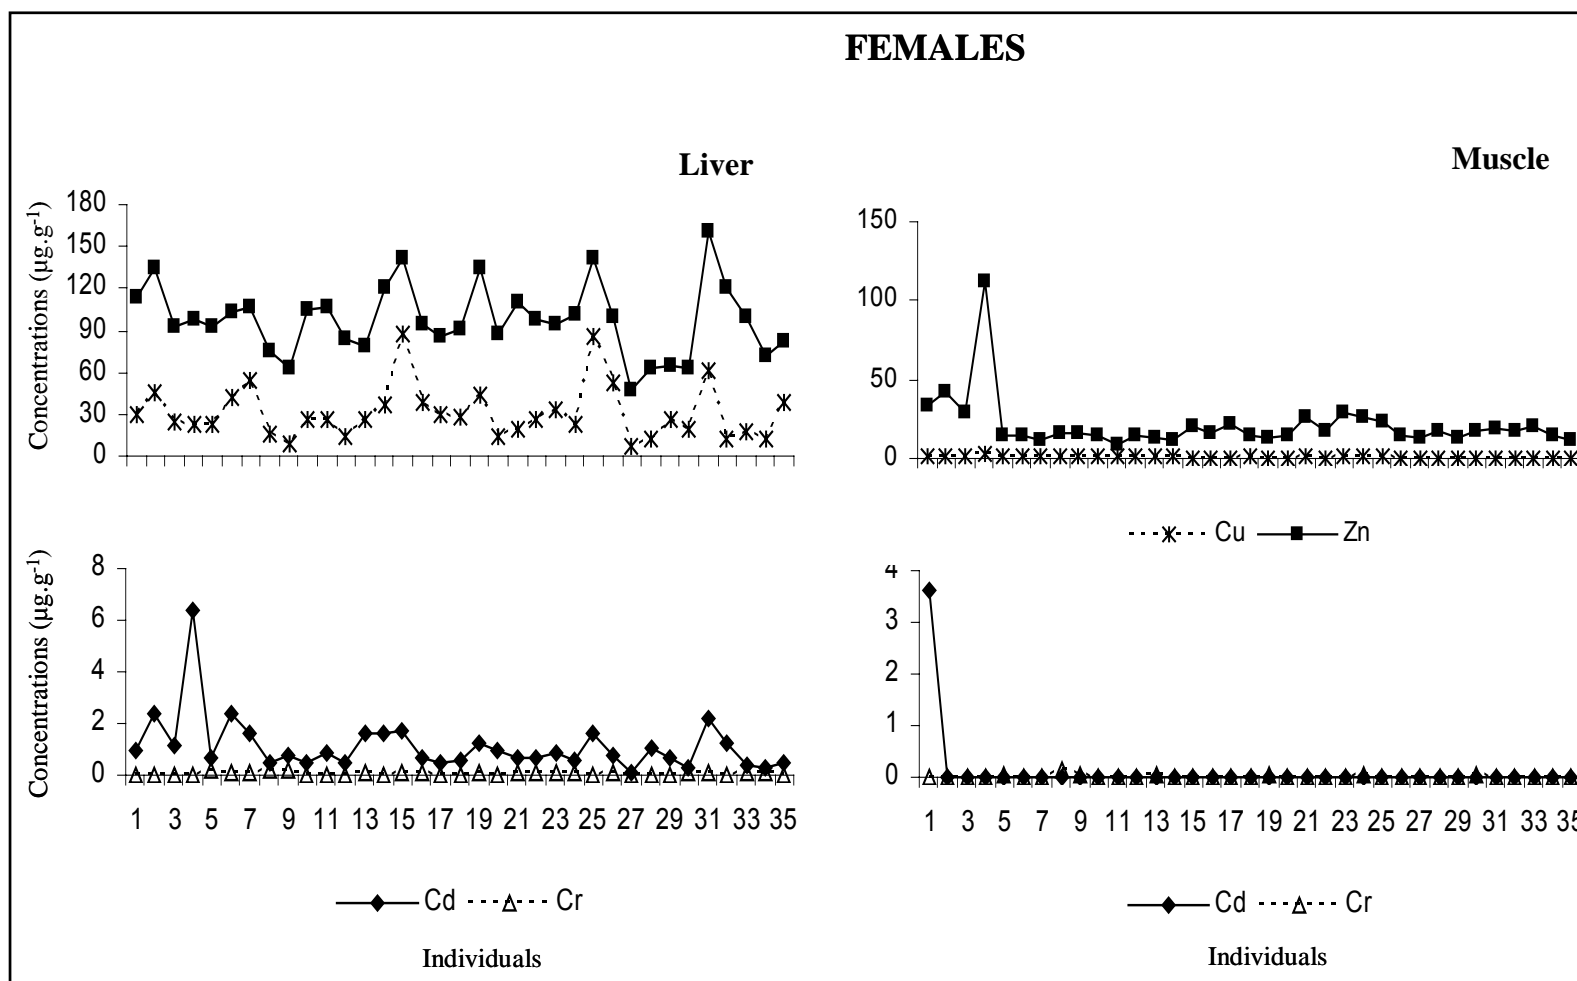 FEMALES
Liver
Concentrations (µg.g⁻¹)
180
150
120
90
60
30
0
Muscle
150
100
50
0
Cu Zn
Concentrations (µg.g⁻¹)
8
6
4
2
0
1 3 5 7 9 11 13 15 17 19 21 23 25 27 29 31 33 35
Cd Cr
Individuals
4
3
2
1
0
1 3 5 7 9 11 13 15 17 19 21 23 25 27 29 31 33 35
Cd Cr
Individuals